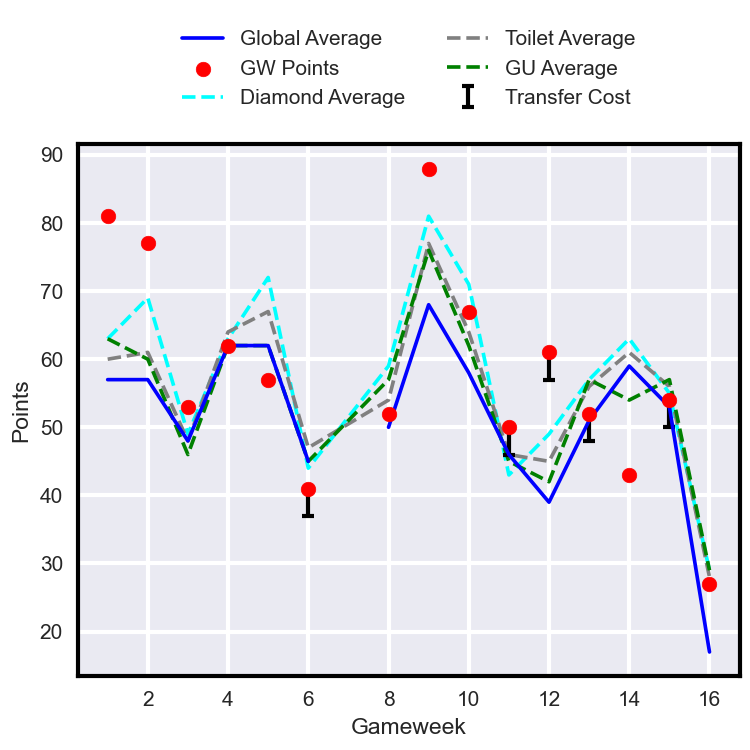 Global Average
GW Points
Diamond Average
Toilet Average
GU Average
Transfer Cost
90
80
70
60
50
40
30
20
Points
2 4 6 8 10 12 14 16
Gameweek